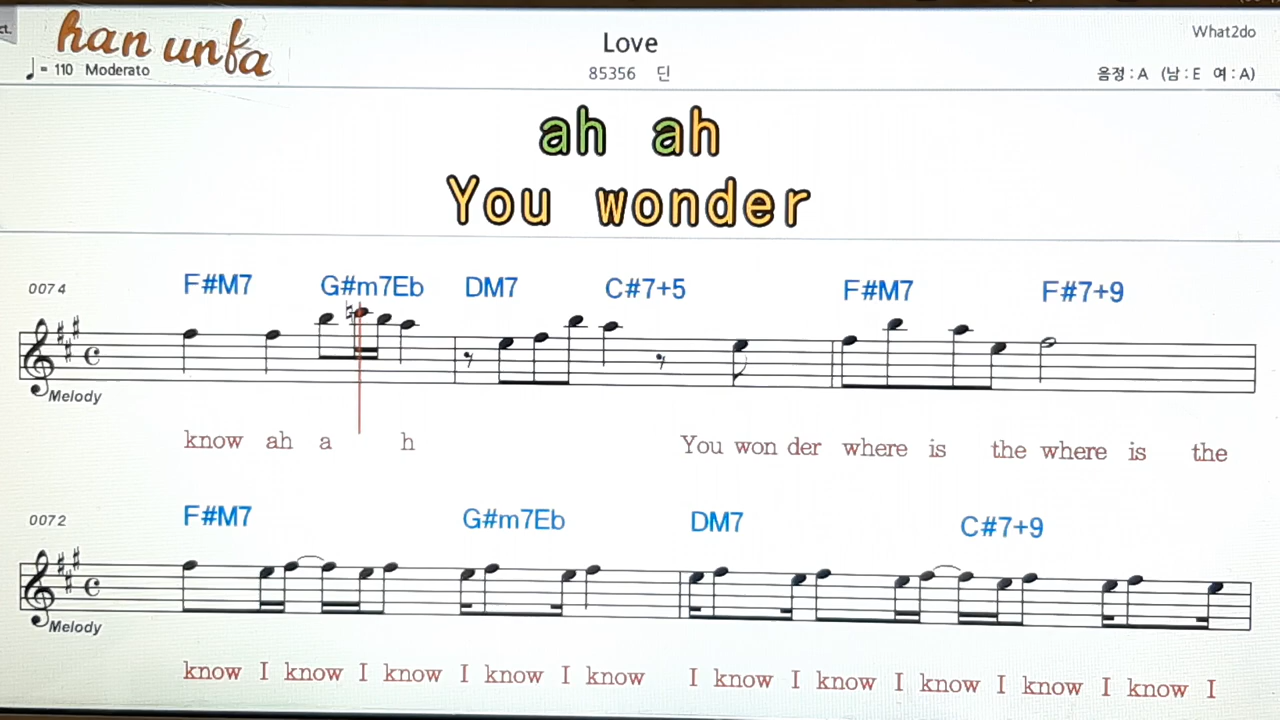 ct.
han unfa
Love
What2do
♩ = 110 Moderato
85356 딘
음정 : A (남 : E 여 : A)
ah ah
You wonder
0074
F#M7 G#m7Eb DM7 C#7+5 F#M7 F#7+9
Melody
know ah a h You won der where is the where is the
0072
F#M7 G#m7Eb DM7 C#7+9
Melody
know I know I know I know I know I know I know I know I know I know I